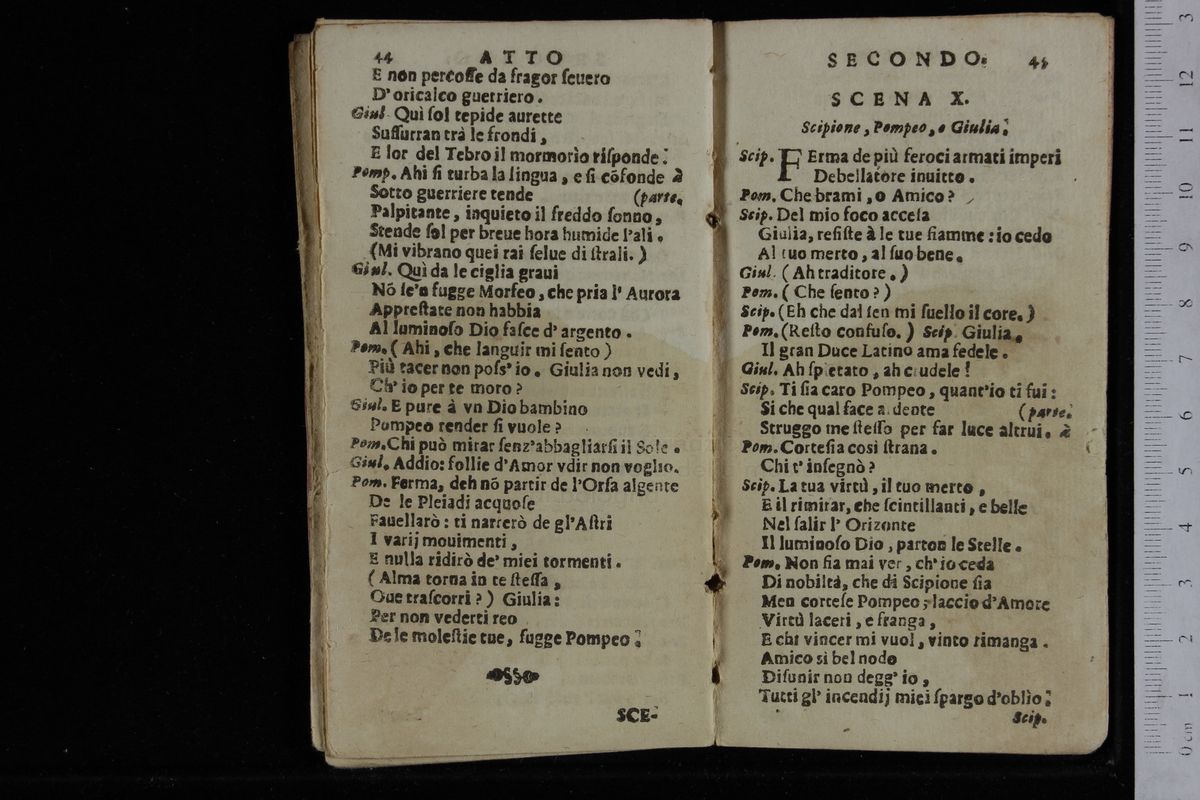 44 ATTO
E non percosse da fragor seuero
D'oricalco guerriero.
Giul. Quì sol tepide aurette
Sussurran trà le frondi,
E lor del Tebro il mormorìo risponde.
Pomp. Ahi si turba la lingua, e si cõfonde à
Sotto guerriere tende (parte.
Palpitante, inquieto il freddo sonno,
Stende sol per breue hora humide l'ali.
(Mi vibrano quei rai selue di strali.)
Giul. Quì da le ciglia graui
Nõ se'n fugge Morfeo, che pria l'Aurora
Apprestate non habbia
Al luminoso Dio fasce d'argento.
Pom. (Ahi, che languir mi sento)
Più tacer non poss'io. Giulia non vedi,
Ch'io per te moro?
Giul. E pure à vn Dio bambino
Pompeo render si vuole?
Pom. Chi può mirar senz'abbagliarsi il Sole.
Giul. Addio: follie d'Amor vdir non voglio.
Pom. Ferma, deh nõ partir de l'Orsa algente
De le Pleiadi acquose
Fauellarò: ti narrerò de gl'Astri
I varij mouimenti,
E nulla ridirò de' miei tormenti.
(Alma torna in te stessa,
Oue trascorri?) Giulia:
Per non vederti reo
De le molestie tue, fugge Pompeo.
SCE-
SECONDO. 45
SCENA X.
Scipione, Pompeo, e Giulia.
Scip. FErma de più feroci armati imperi
Debellatore inuitto.
Pom. Che brami, o Amico?
Scip. Del mio foco accesa
Giulia, resiste à le tue fiamme: io cedo
Al tuo merto, al suo bene.
Giul. (Ah traditore.)
Pom. (Che sento?)
Scip. (Eh che dal sen mi suello il core.)
Pom. (Resto confuso.) Scip. Giulia,
Il gran Duce Latino ama fedele.
Giul. Ah spietato, ah crudele!
Scip. Ti sia caro Pompeo, quant'io ti fui:
Si che qual face ardente (parte.
Struggo me stesso per far luce altrui. à
Pom. Cortesia così strana.
Chi t'insegnò?
Scip. La tua virtù, il tuo merto,
E il rimirar, che scintillanti, e belle
Nel salir l'Orizonte
Il luminoso Dio, parton le Stelle.
Pom. Non sia mai ver, ch'io ceda
Di nobiltà, che di Scipione sia
Men cortese Pompeo; laccio d'Amore
Virtù laceri, e franga,
E chi vincer mi vuol, vinto rimanga.
Amico si bel nodo
Disunir non degg'io,
Tutti gl'incendij miei spargo d'oblìo.
Scip.